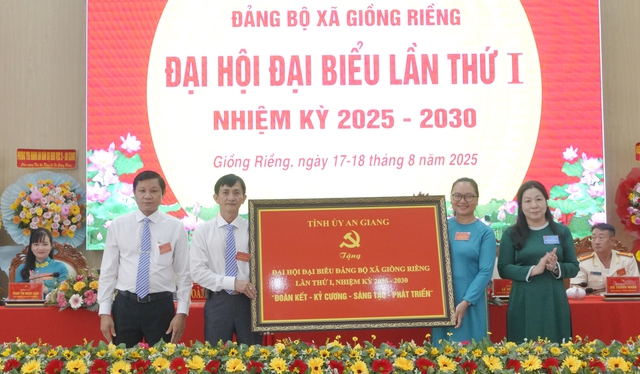 ĐẢNG BỘ XÃ GIỒNG RIỀNG
ĐẠI HỘI ĐẠI BIỂU LẦN THỨ I
NHIỆM KỲ 2025 - 2030
Giồng Riềng, ngày 17-18 tháng 8 năm 2025
TỈNH ỦY AN GIANG
Tặng
ĐẠI HỘI ĐẠI BIỂU ĐẢNG BỘ XÃ GIỒNG RIỀNG
LẦN THỨ I, NHIỆM KỲ 2025 - 2030
"ĐOÀN KẾT - KỶ CƯƠNG - SÁNG TẠO - PHÁT TRIỂN"